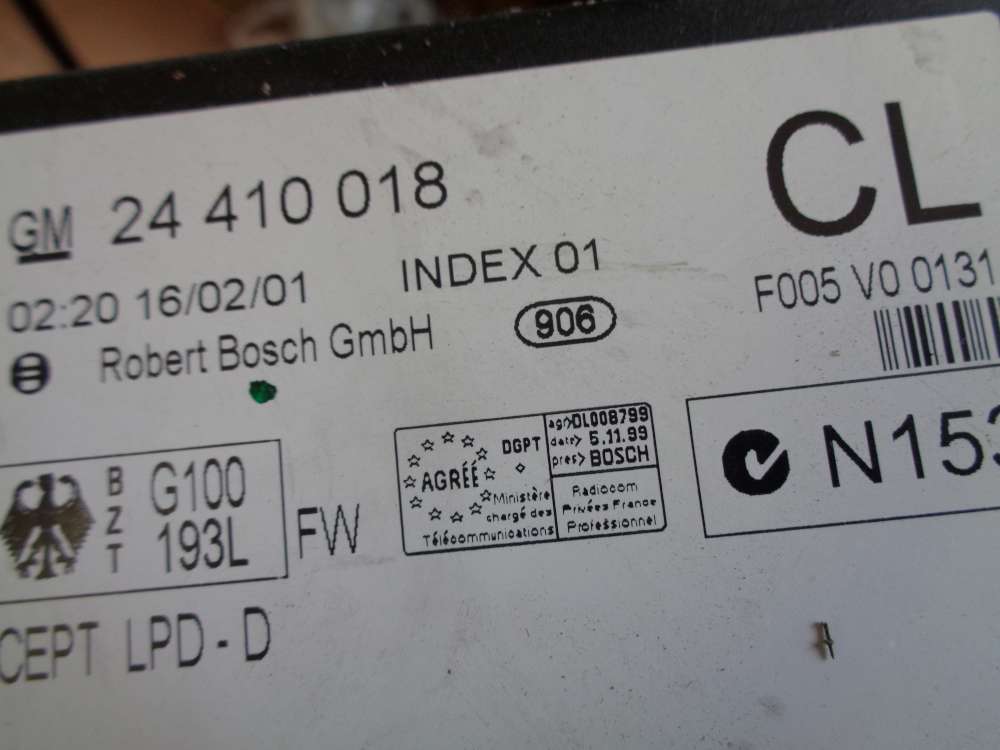 GM 24 410 018
CL
02:20 16/02/01
INDEX 01
F005 V0 0131
Robert Bosch GmbH
906
BZT
G100
193L
FW
AGRÉÉ
DGPT
Ministère
chargé des
Télécommunications
agr>DL008799
date> 5.11.99
pres> BOSCH
Radiocom
Privées France
Professionnel
N153
CEPT LPD - D